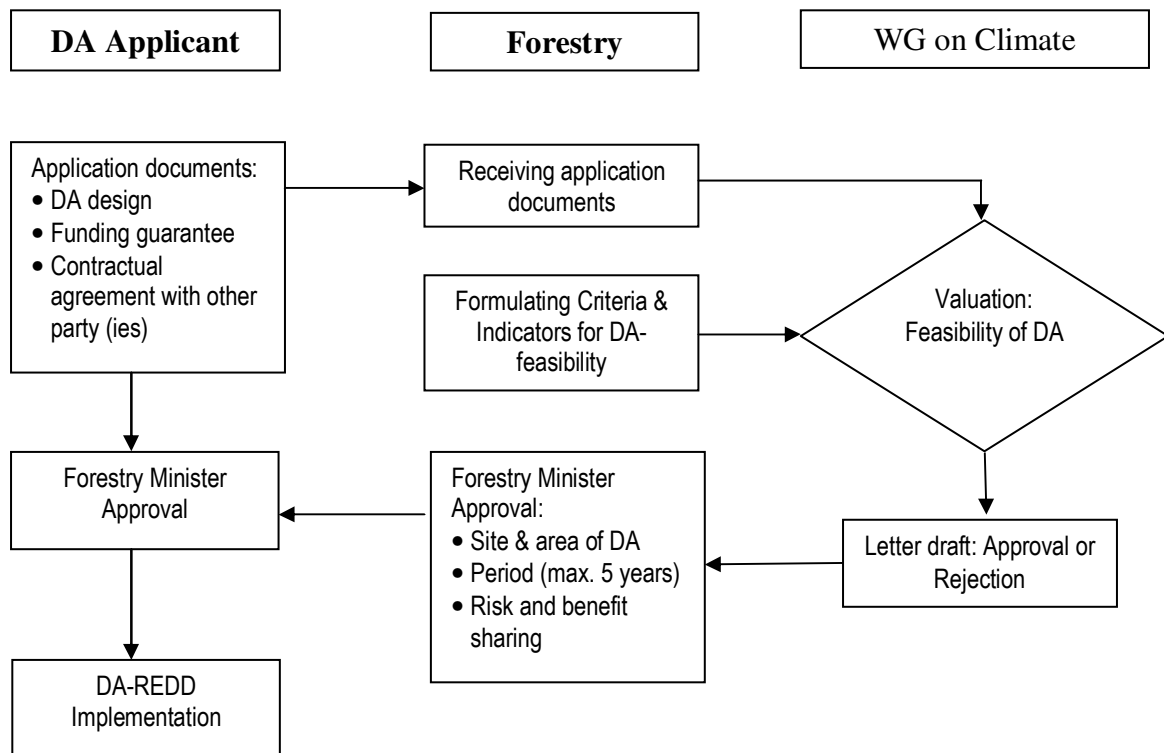 DA Applicant
Forestry
WG on Climate
Application documents:
• DA design
• Funding guarantee
• Contractual
agreement with other
party (ies)
Receiving application
documents
Formulating Criteria &
Indicators for DA-
feasibility
Valuation:
Feasibility of DA
Forestry Minister
Approval
Forestry Minister
Approval:
• Site & area of DA
• Period (max. 5 years)
• Risk and benefit
sharing
Letter draft: Approval or
Rejection
DA-REDD
Implementation